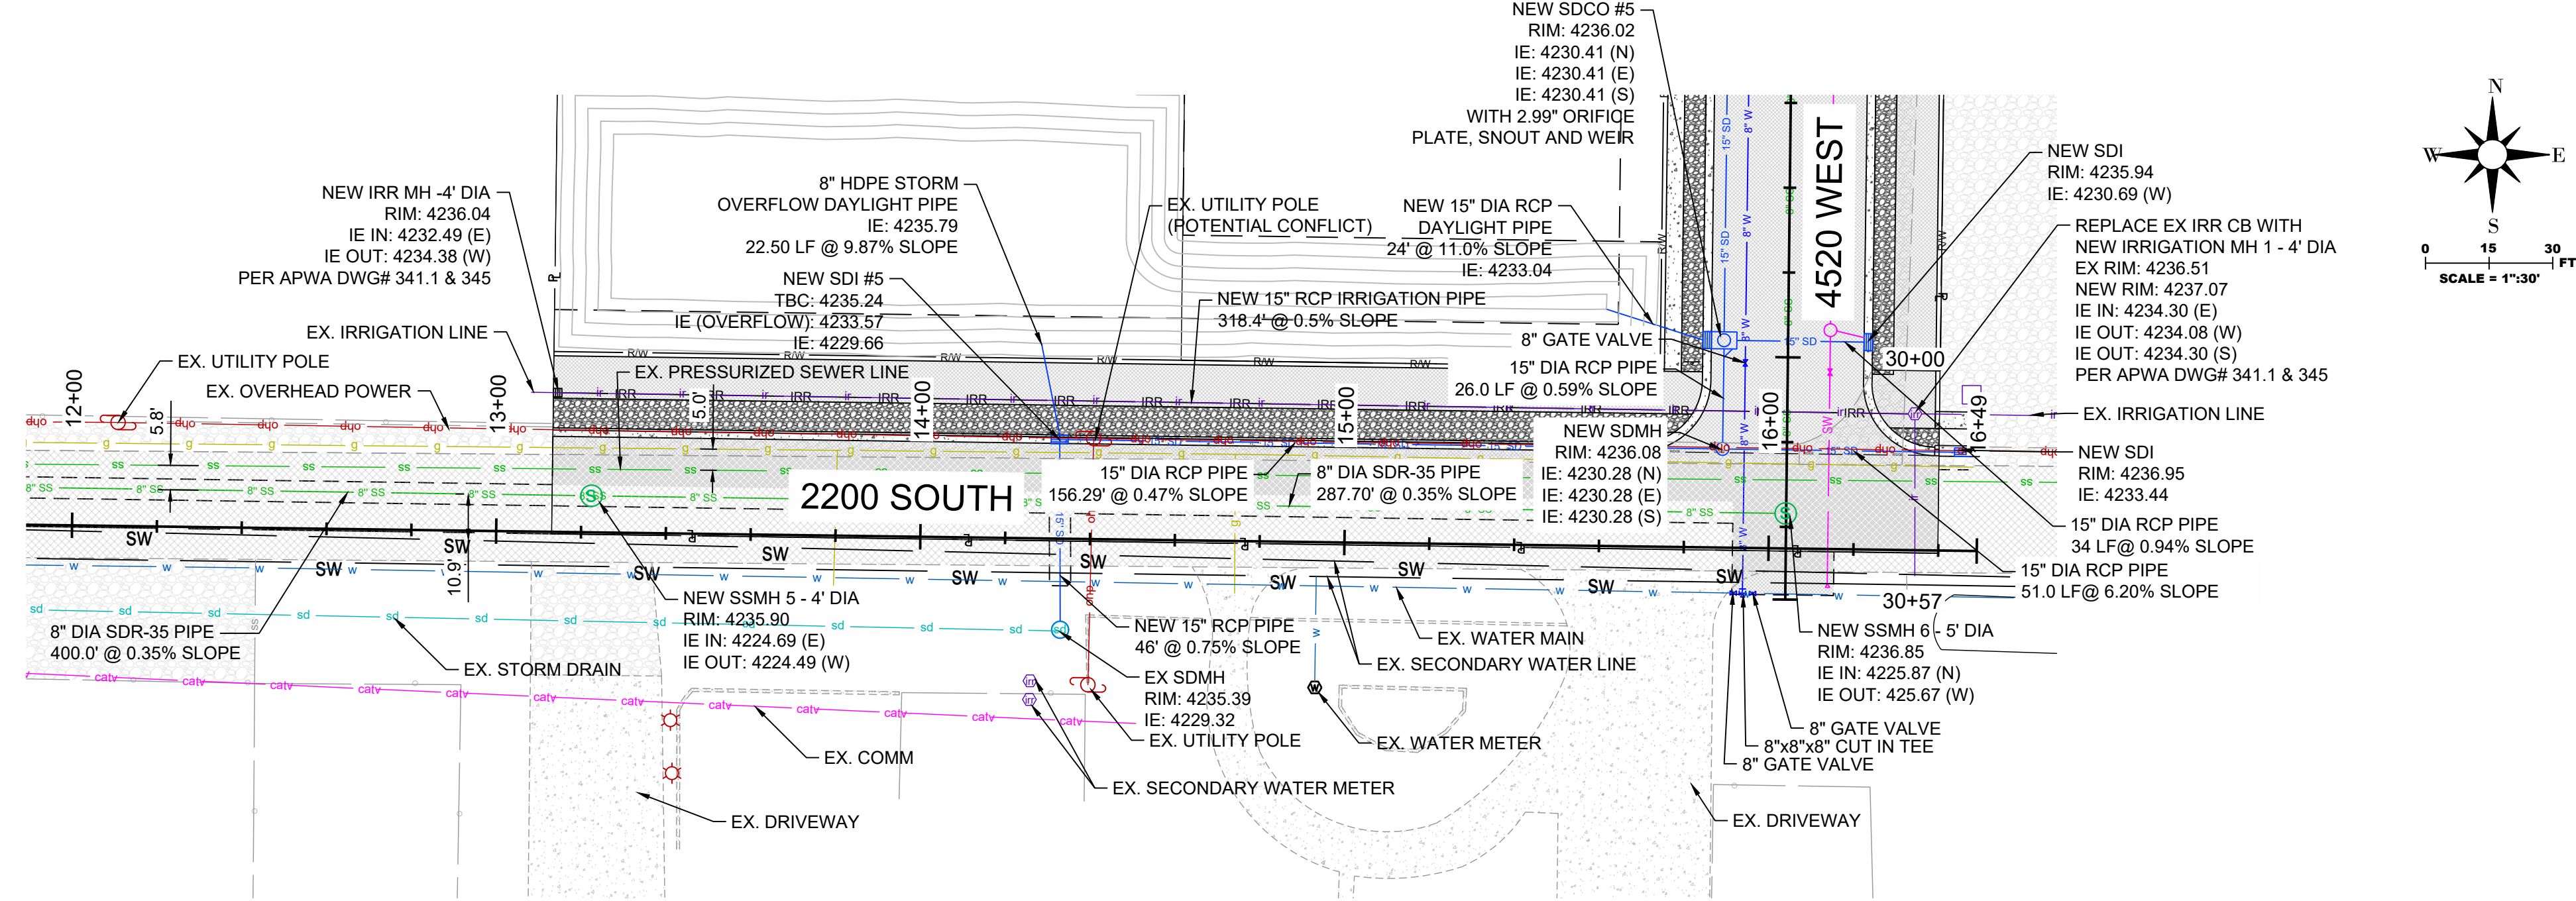 NEW SDCO #5
RIM: 4236.02
IE: 4230.41 (N)
IE: 4230.41 (E)
IE: 4230.41 (S)
WITH 2.99" ORIFICE
PLATE, SNOUT AND WEIR
N
W
E
S
0 15 30
FT
SCALE = 1":30'
NEW SDI
RIM: 4235.94
IE: 4230.69 (W)
REPLACE EX IRR CB WITH
NEW IRRIGATION MH 1 - 4' DIA
EX RIM: 4236.51
NEW RIM: 4237.07
IE IN: 4234.30 (E)
IE OUT: 4234.08 (W)
IE OUT: 4234.30 (S)
PER APWA DWG# 341.1 & 345
NEW IRR MH -4' DIA
RIM: 4236.04
IE IN: 4232.49 (E)
IE OUT: 4234.38 (W)
PER APWA DWG# 341.1 & 345
8" HDPE STORM
OVERFLOW DAYLIGHT PIPE
IE: 4235.79
22.50 LF @ 9.87% SLOPE
EX. UTILITY POLE
(POTENTIAL CONFLICT)
NEW 15" DIA RCP
DAYLIGHT PIPE
24' @ 11.0% SLOPE
IE: 4233.04
4520 WEST
NEW SDI #5
TBC: 4235.24
IE (OVERFLOW): 4233.57
IE: 4229.66
NEW 15" RCP IRRIGATION PIPE
318.4' @ 0.5% SLOPE
EX. IRRIGATION LINE
8" GATE VALVE
15" DIA RCP PIPE
26.0 LF @ 0.59% SLOPE
30+00
EX. UTILITY POLE
EX. OVERHEAD POWER
EX. PRESSURIZED SEWER LINE
12+00
13+00
14+00
15+00
16+00
16+49
5.8'
5.0'
10.9'
EX. IRRIGATION LINE
NEW SDMH
RIM: 4236.08
IE: 4230.28 (N)
IE: 4230.28 (E)
IE: 4230.28 (S)
NEW SDI
RIM: 4236.95
IE: 4233.44
2200 SOUTH
15" DIA RCP PIPE
156.29' @ 0.47% SLOPE
8" DIA SDR-35 PIPE
287.70' @ 0.35% SLOPE
15" DIA RCP PIPE
34 LF@ 0.94% SLOPE
15" DIA RCP PIPE
51.0 LF@ 6.20% SLOPE
30+57
8" DIA SDR-35 PIPE
400.0' @ 0.35% SLOPE
EX. STORM DRAIN
NEW SSMH 5 - 4' DIA
RIM: 4235.90
IE IN: 4224.69 (E)
IE OUT: 4224.49 (W)
NEW 15" RCP PIPE
46' @ 0.75% SLOPE
EX SDMH
RIM: 4235.39
IE: 4229.32
EX. UTILITY POLE
EX. WATER MAIN
EX. SECONDARY WATER LINE
NEW SSMH 6 - 5' DIA
RIM: 4236.85
IE IN: 4225.87 (N)
IE OUT: 425.67 (W)
EX. COMM
EX. WATER METER
8" GATE VALVE
8"x8"x8" CUT IN TEE
8" GATE VALVE
EX. SECONDARY WATER METER
EX. DRIVEWAY
EX. DRIVEWAY